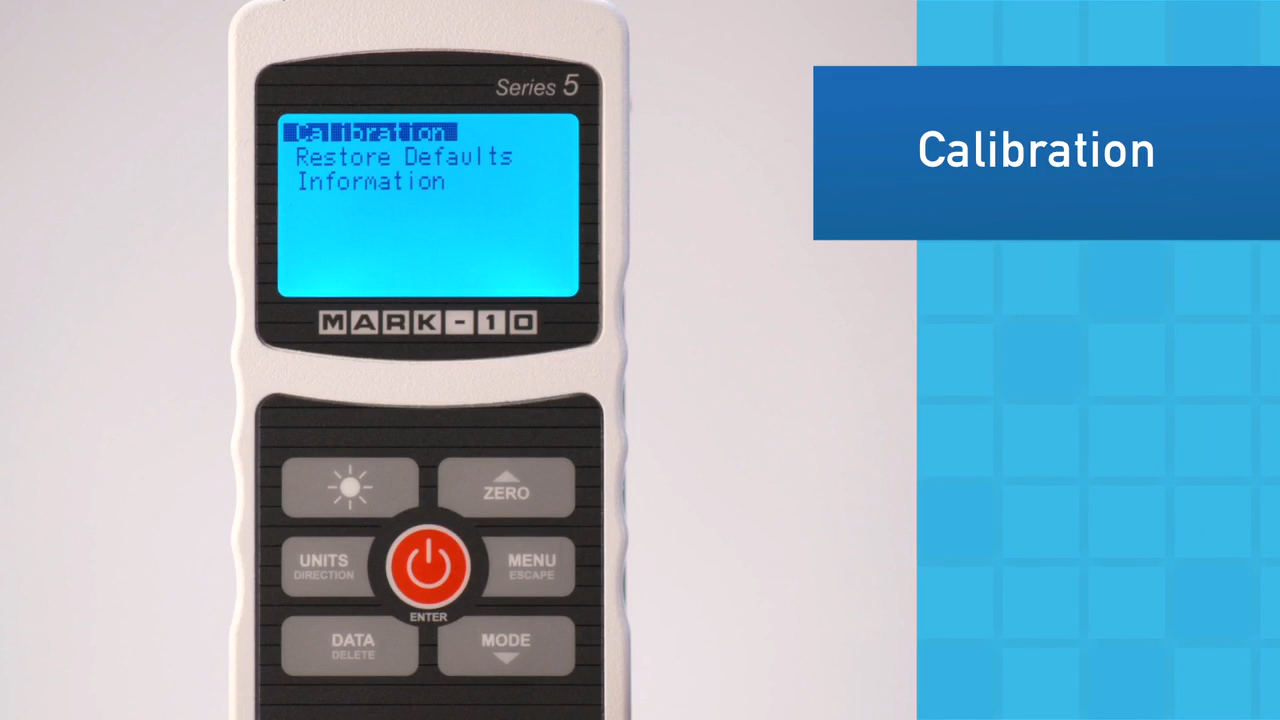 Series 5
Calibration
Restore Defaults
Information
MARK-10
ZERO
UNITS
DIRECTION
MENU
ESCAPE
ENTER
DATA
DELETE
MODE
Calibration